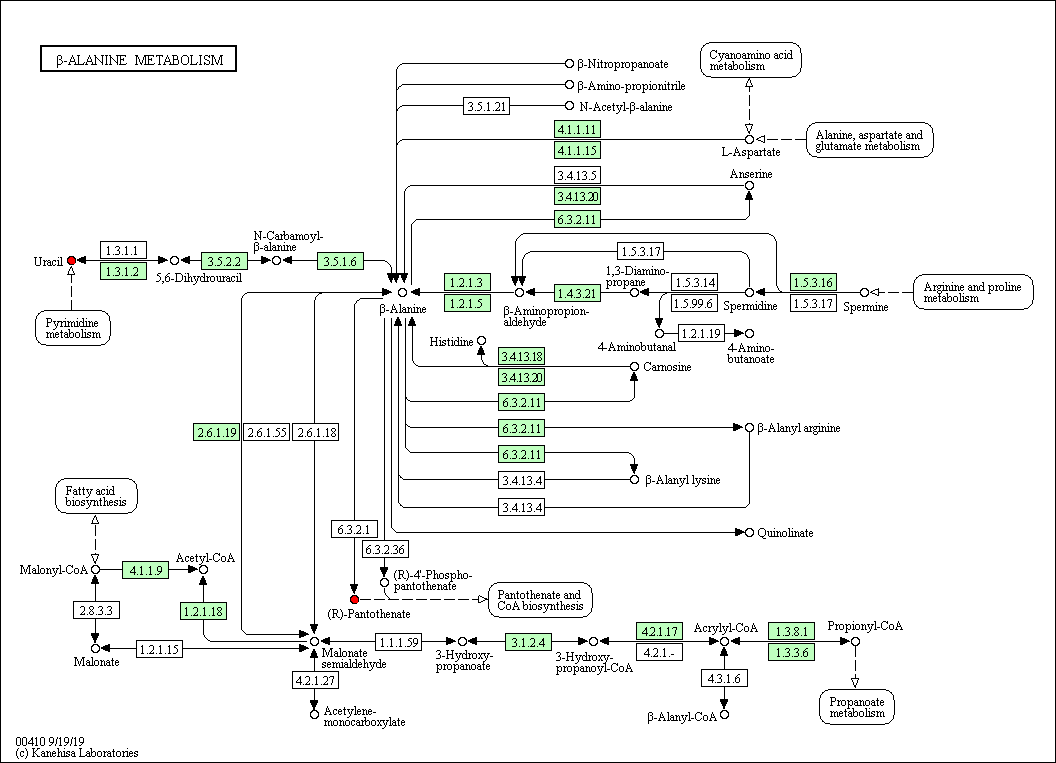 β-ALANINE METABOLISM
β-Nitropropanoate
β-Amino-propionitrile
3.5.1.21
N-Acetyl-β-alanine
Cyanoamino acid
metabolism
4.1.1.11
4.1.1.15
L-Aspartate
Alanine, aspartate and
glutamate metabolism
3.4.13.5
3.4.13.20
Anserine
6.3.2.11
Uracil
1.3.1.1
1.3.1.2
5,6-Dihydrouracil
3.5.2.2
N-Carbamoyl-
β-alanine
3.5.1.6
1.5.3.17
β-Alanine
1.2.1.3
1.2.1.5
β-Aminopropion-
aldehyde
1.4.3.21
1,3-Diamino-
propane
1.5.3.14
1.5.99.6
Spermidine
1.5.3.16
1.5.3.17
Spermine
Arginine and proline
metabolism
Pyrimidine
metabolism
4-Aminobutanal
1.2.1.19
4-Amino-
butanoate
Histidine
3.4.13.18
3.4.13.20
Carnosine
6.3.2.11
2.6.1.19
2.6.1.55
2.6.1.18
6.3.2.11
β-Alanyl arginine
6.3.2.11
3.4.13.4
β-Alanyl lysine
3.4.13.4
Fatty acid
biosynthesis
6.3.2.1
Quinolinate
6.3.2.36
Malonyl-CoA
4.1.1.9
Acetyl-CoA
(R)-4'-Phospho-
pantothenate
Pantothenate and
CoA biosynthesis
(R)-Pantothenate
2.8.3.3
1.2.1.18
Malonate
1.2.1.15
Malonate
semialdehyde
1.1.1.59
3-Hydroxy-
propanoate
3.1.2.4
3-Hydroxy-
propanoyl-CoA
4.2.1.17
4.2.1.-
Acrylyl-CoA
1.3.8.1
1.3.3.6
Propionyl-CoA
4.2.1.27
4.3.1.6
Acetylene-
monocarboxylate
β-Alanyl-CoA
Propanoate
metabolism
00410 9/19/19
(c) Kanehisa Laboratories